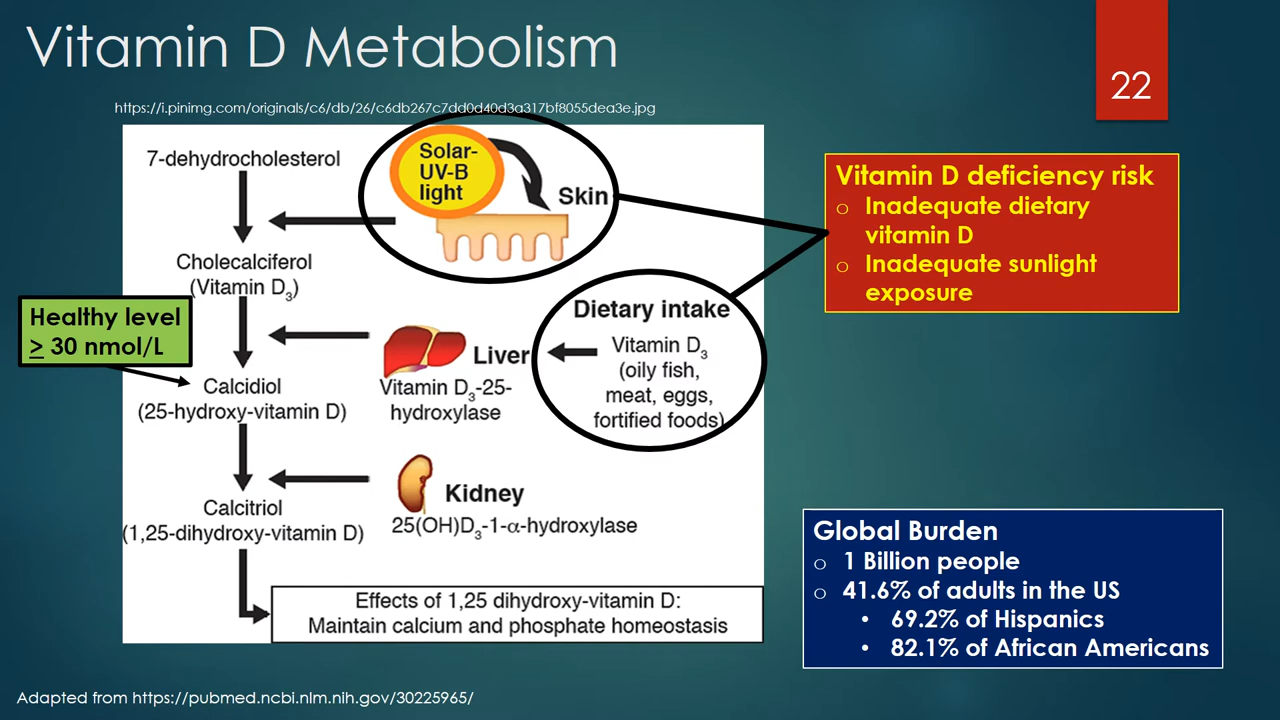 Vitamin D Metabolism
22
https://i.pinimg.com/originals/c6/db/26/c6db267c7dd0d40d3a317bf8055dea3e.jpg
7-dehydrocholesterol
Solar-
UV-B
light
Skin
Cholecalciferol
(Vitamin D₃)
Healthy level
≥ 30 nmol/L
Liver
Vitamin D₃-25-
hydroxylase
Dietary intake
Vitamin D₃
(oily fish,
meat, eggs,
fortified foods)
Calcidiol
(25-hydroxy-vitamin D)
Kidney
25(OH)D₃-1-α-hydroxylase
Calcitriol
(1,25-dihydroxy-vitamin D)
Effects of 1,25 dihydroxy-vitamin D:
Maintain calcium and phosphate homeostasis
Vitamin D deficiency risk
o Inadequate dietary
vitamin D
o Inadequate sunlight
exposure
Global Burden
o 1 Billion people
o 41.6% of adults in the US
• 69.2% of Hispanics
• 82.1% of African Americans
Adapted from https://pubmed.ncbi.nlm.nih.gov/30225965/